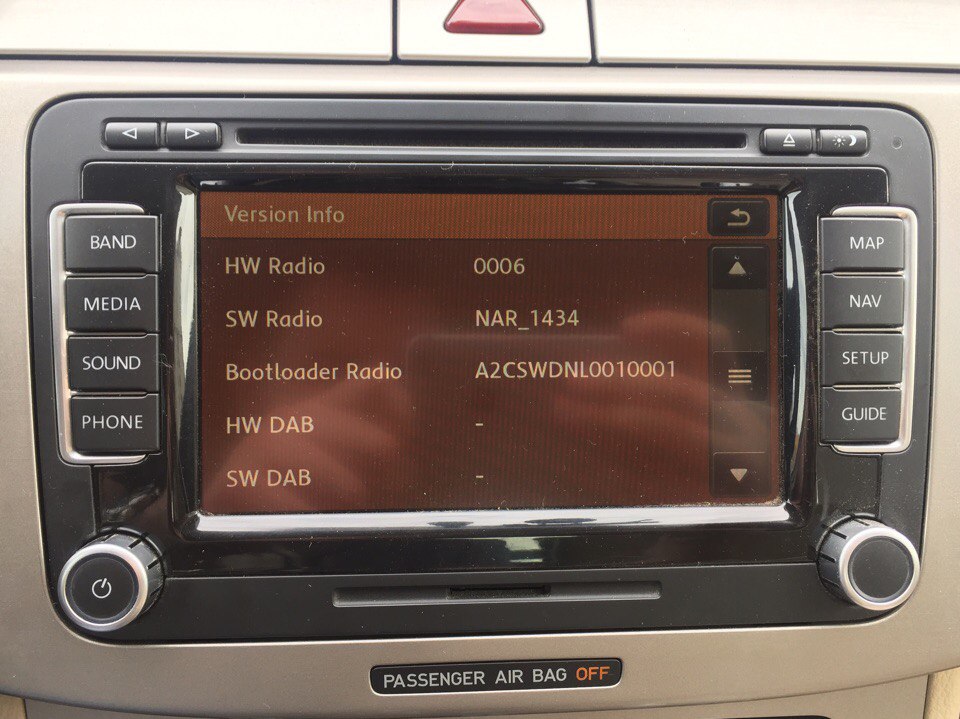 Version Info
HW Radio 0006
SW Radio NAR_1434
Bootloader Radio A2CSWDNL0010001
HW DAB -
SW DAB -
BAND
MEDIA
SOUND
PHONE
MAP
NAV
SETUP
GUIDE
PASSENGER AIR BAG OFF